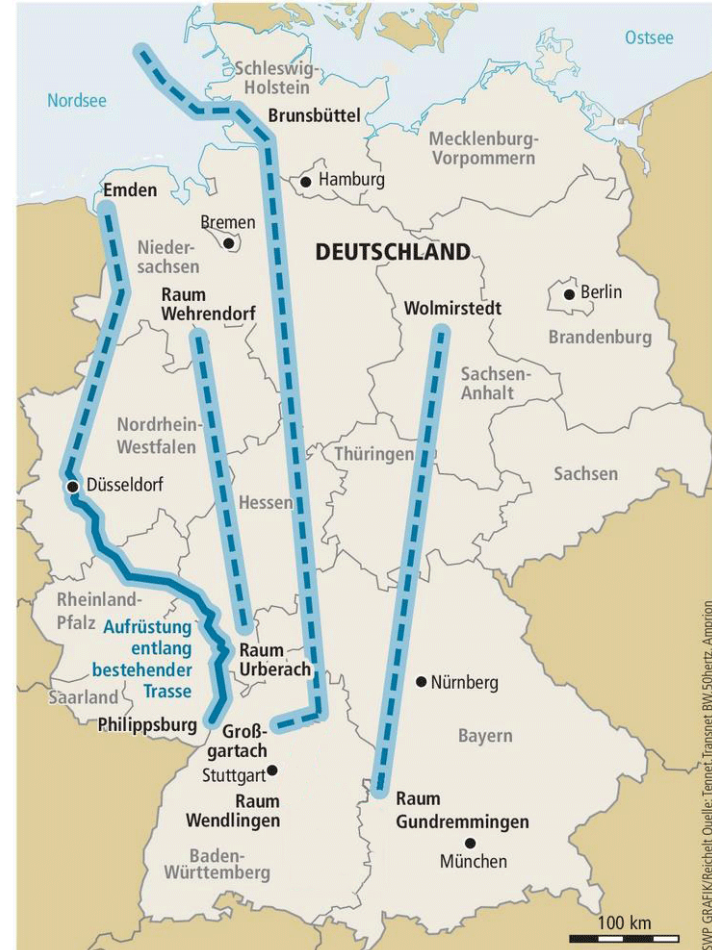 Ostsee
Schleswig-
Holstein
Nordsee
Brunsbüttel
Mecklenburg-
Vorpommern
Hamburg
Emden
Bremen
Nieder-
sachsen
DEUTSCHLAND
Raum
Wehrendorf
Berlin
Wolmirstedt
Brandenburg
Sachsen-
Anhalt
Nordrhein-
Westfalen
Thüringen
Sachsen
Düsseldorf
Hessen
Rheinland-
Pfalz
Aufrüstung
entlang
bestehender
Trasse
Raum
Urberach
Saarland
Nürnberg
Philippsburg
Groß-
gartach
Bayern
Stuttgart
Raum
Wendlingen
Raum
Gundremmingen
München
Baden-
Württemberg
100 km
SWP GRAFIK/Reichelt Quelle: Tennet, Transnet BW, 50hertz, Amprion